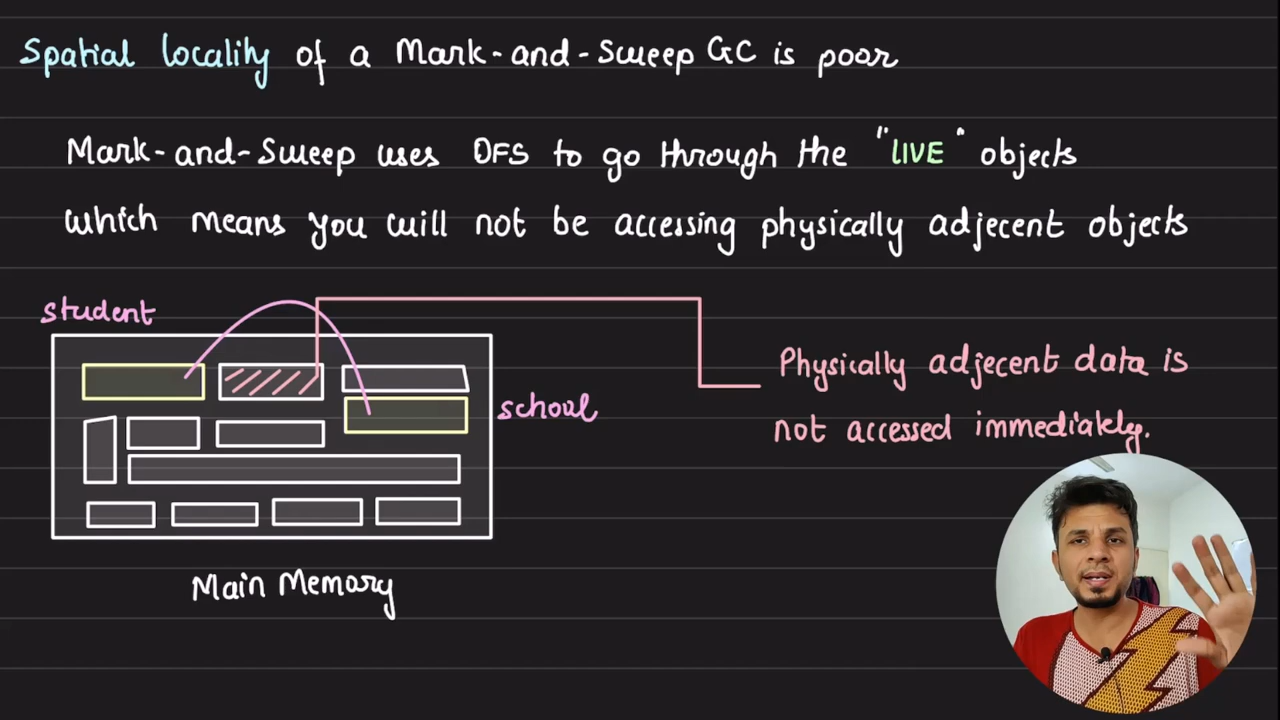 Spatial locality of a Mark-and-Sweep GC is poor
Mark-and-Sweep uses DFS to go through the "LIVE" objects
which means you will not be accessing physically adjecent objects
student
school
Physically adjecent data is
not accessed immediately.
Main Memory